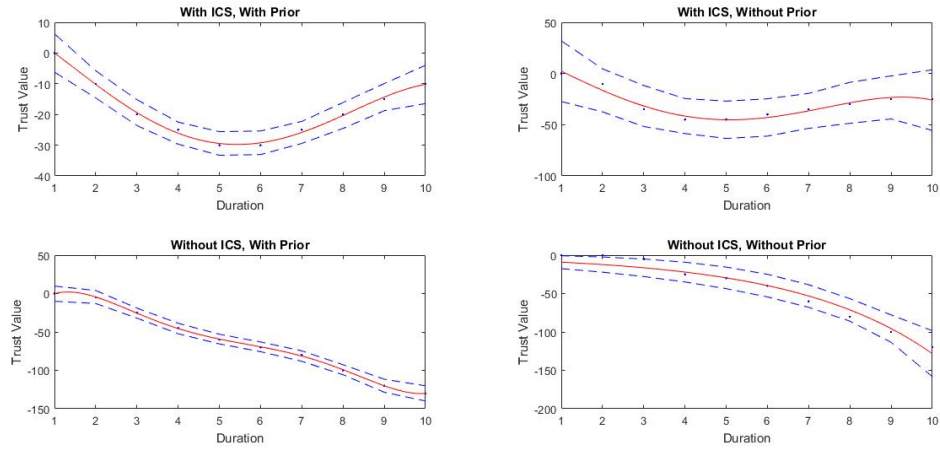 With ICS, With Prior
10
0
-10
-20
-30
-40
Trust Value
1 2 3 4 5 6 7 8 9 10
Duration
With ICS, Without Prior
50
0
-50
-100
Trust Value
1 2 3 4 5 6 7 8 9 10
Duration
Without ICS, With Prior
50
0
-50
-100
-150
Trust Value
1 2 3 4 5 6 7 8 9 10
Duration
Without ICS, Without Prior
0
-50
-100
-150
-200
Trust Value
1 2 3 4 5 6 7 8 9 10
Duration